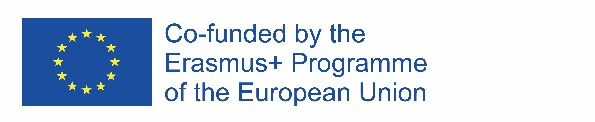 Co-funded by the
Erasmus+ Programme
of the European Union